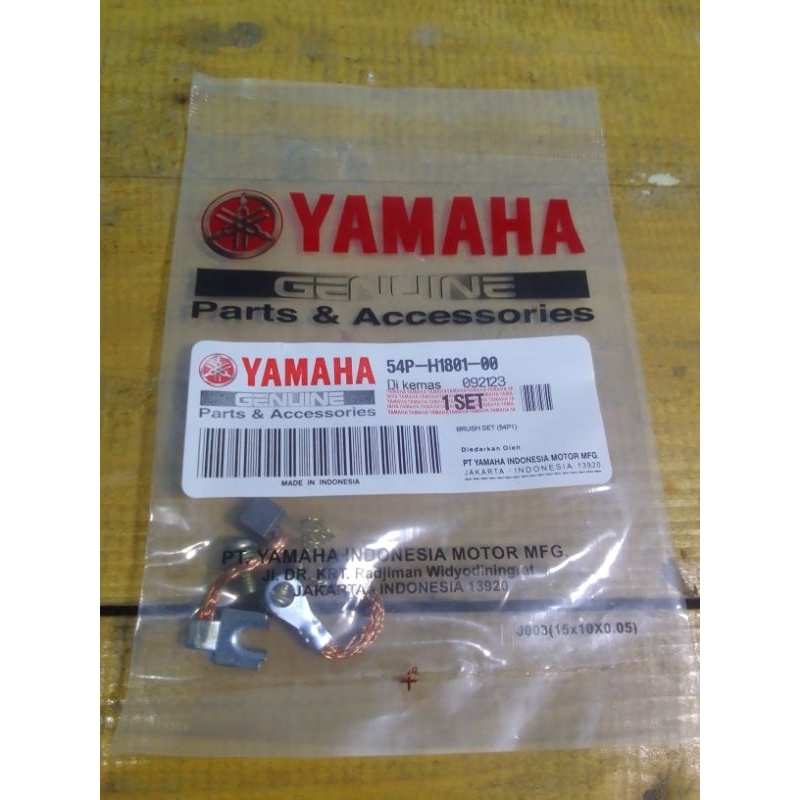 YAMAHA
GENUINE
Parts & Accessories
YAMAHA 54P-H1801-00
GENUINE Di kemas 092123
Parts & Accessories 1 SET
BRUSH SET (54P1)
Diedarkan Oleh
PT YAMAHA INDONESIA MOTOR MFG.
JAKARTA - INDONESIA 13920
MADE IN INDONESIA
PT. YAMAHA INDONESIA MOTOR MFG.
Jl. DR. KRT. Radjiman Widyodiningrat
JAKARTA - INDONESIA 13920
J003(15x10X0.05)